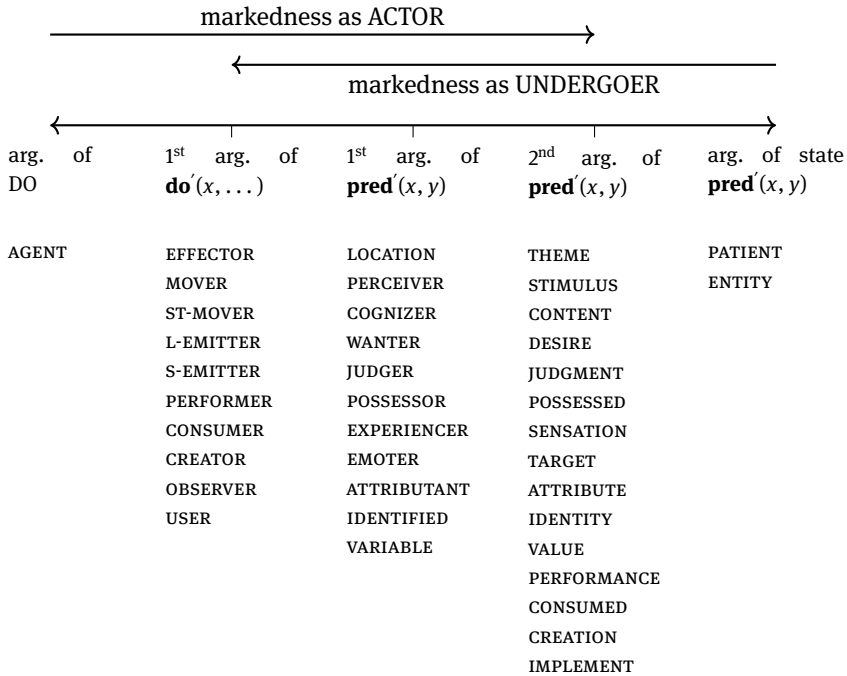 markedness as ACTOR
markedness as UNDERGOER
arg. of DO
1st arg. of do′(x, . . . )
1st arg. of pred′(x, y)
2nd arg. of pred′(x, y)
arg. of state pred′(x, y)
AGENT
EFFECTOR
MOVER
ST-MOVER
L-EMITTER
S-EMITTER
PERFORMER
CONSUMER
CREATOR
OBSERVER
USER
LOCATION
PERCEIVER
COGNIZER
WANTER
JUDGER
POSSESSOR
EXPERIENCER
EMOTER
ATTRIBUTANT
IDENTIFIED
VARIABLE
THEME
STIMULUS
CONTENT
DESIRE
JUDGMENT
POSSESSED
SENSATION
TARGET
ATTRIBUTE
IDENTITY
VALUE
PERFORMANCE
CONSUMED
CREATION
IMPLEMENT
PATIENT
ENTITY